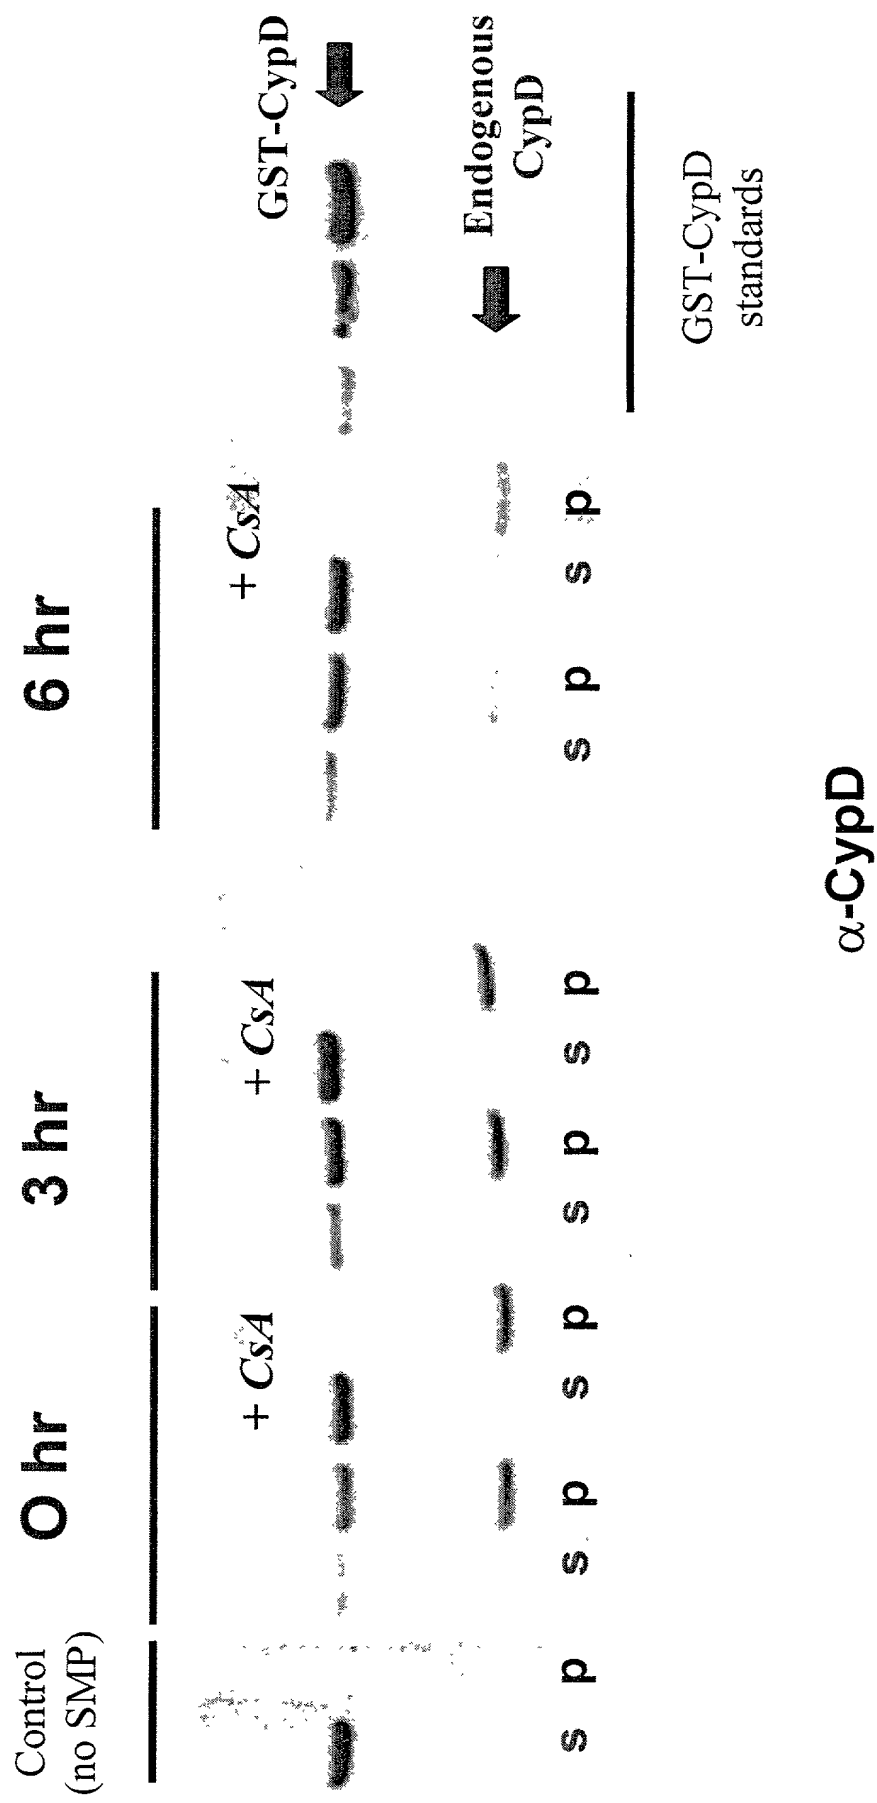 Control
(no SMP)
O hr
3 hr
6 hr
+ CsA
+ CsA
+ CsA
GST-CypD
Endogenous
CypD
s p s p s p s p s p s p s p
GST-CypD
standards
α-CypD